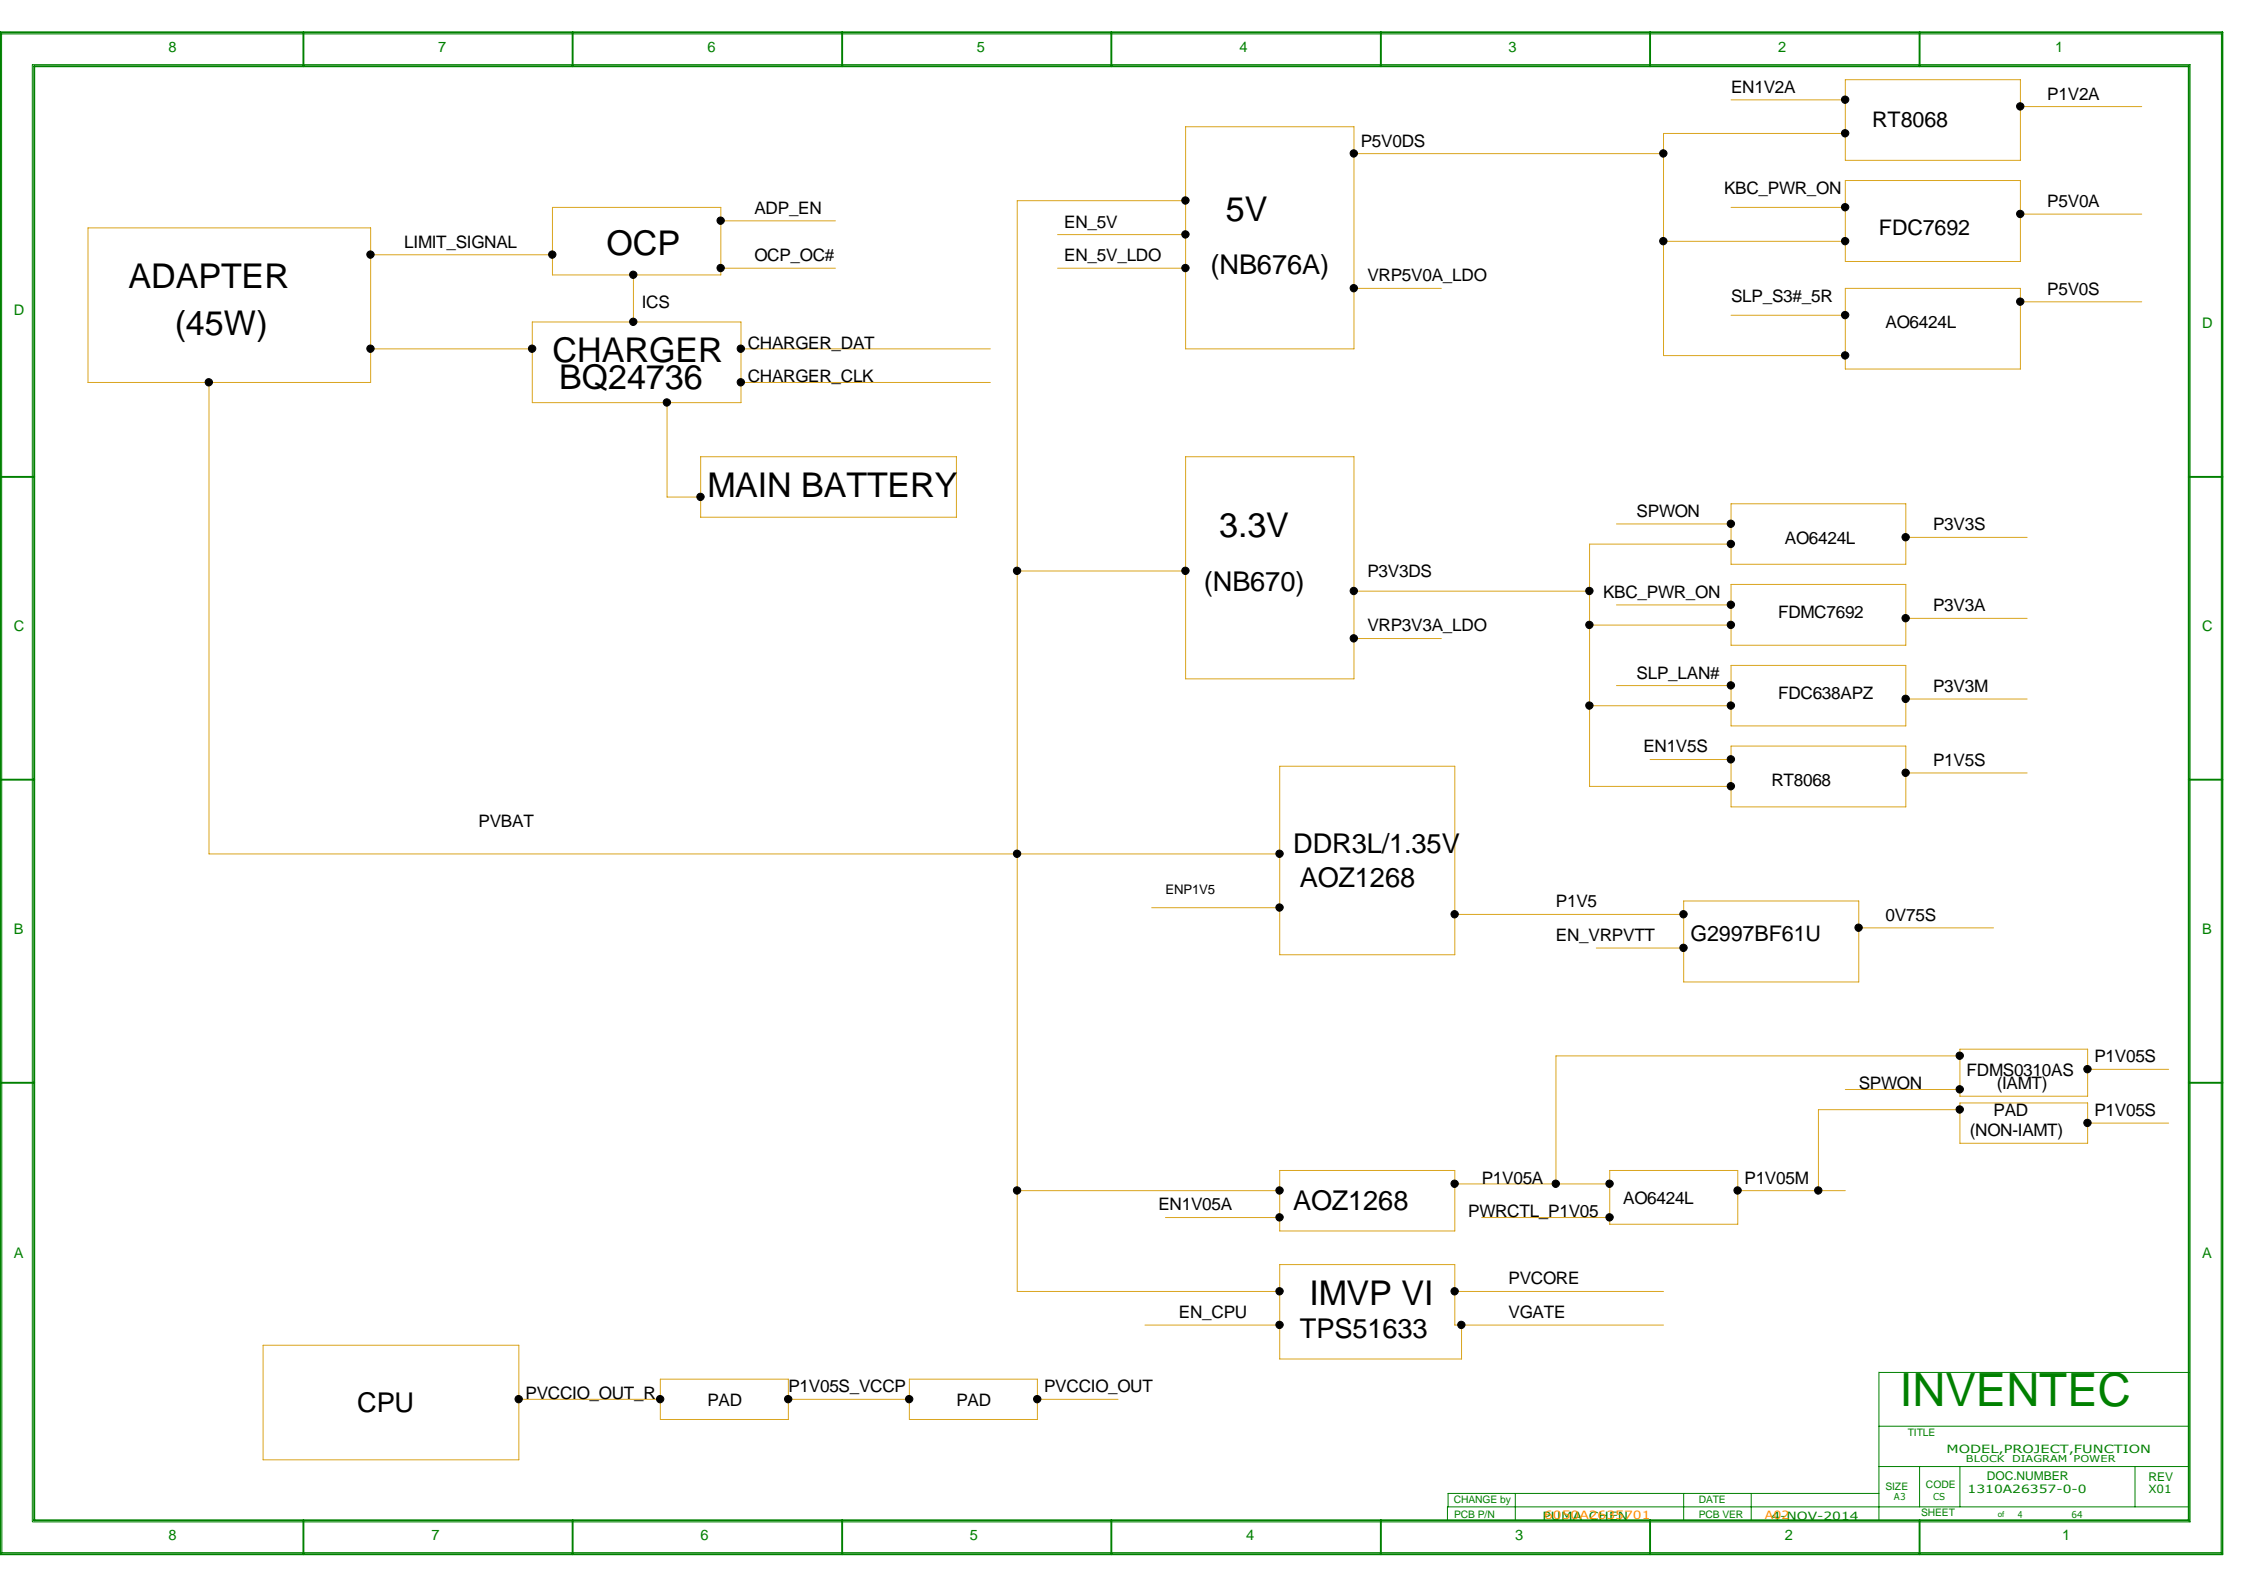 8 7 6 5 4 3 2 1
D
C
B
A
ADAPTER
(45W)
LIMIT_SIGNAL
OCP
ADP_EN
OCP_OC#
ICS
CHARGER
BQ24736
CHARGER_DAT
CHARGER_CLK
MAIN BATTERY
PVBAT
EN_5V
EN_5V_LDO
5V
(NB676A)
P5V0DS
VRP5V0A_LDO
EN1V2A
RT8068
P1V2A
KBC_PWR_ON
FDC7692
P5V0A
SLP_S3#_5R
AO6424L
P5V0S
3.3V
(NB670)
P3V3DS
VRP3V3A_LDO
SPWON
AO6424L
P3V3S
KBC_PWR_ON
FDMC7692
P3V3A
SLP_LAN#
FDC638APZ
P3V3M
EN1V5S
RT8068
P1V5S
DDR3L/1.35V
AOZ1268
ENP1V5
P1V5
EN_VRPVTT
G2997BF61U
0V75S
FDMS0310AS
(IAMT)
SPWON
P1V05S
PAD
(NON-IAMT)
P1V05S
EN1V05A
AOZ1268
P1V05A
PWRCTL_P1V05
AO6424L
P1V05M
IMVP VI
TPS51633
EN_CPU
PVCORE
VGATE
CPU
PVCCIO_OUT_R
PAD
P1V05S_VCCP
PAD
PVCCIO_OUT
INVENTEC
TITLE
MODEL,PROJECT,FUNCTION
BLOCK DIAGRAM POWER
SIZE
A3
CODE
CS
DOC.NUMBER
1310A26357-0-0
REV
X01
CHANGE by
DATE
PCB P/N
PCB VER
4-NOV-2014
SHEET
of 4 64
D
C
B
A
8 7 6 5 4 3 2 1